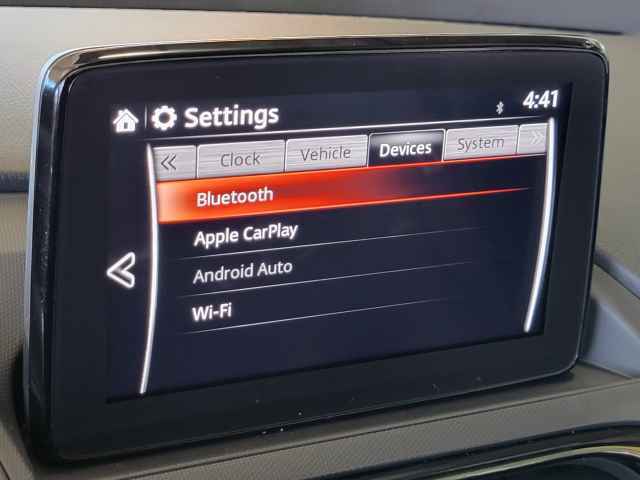 Settings
4:41
<< Clock Vehicle Devices System >>
Bluetooth
Apple CarPlay
Android Auto
Wi-Fi